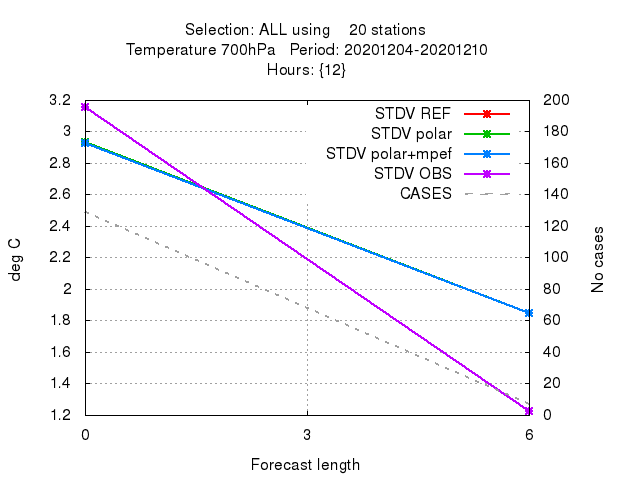 Selection: ALL using 20 stations
Temperature 700hPa Period: 20201204-20201210
Hours: {12}
STDV REF
STDV polar
STDV polar+mpef
STDV OBS
CASES
3.2
3
2.8
2.6
2.4
2.2
2
1.8
1.6
1.4
1.2
200
180
160
140
120
100
80
60
40
20
0
deg C
No cases
0 3 6
Forecast length